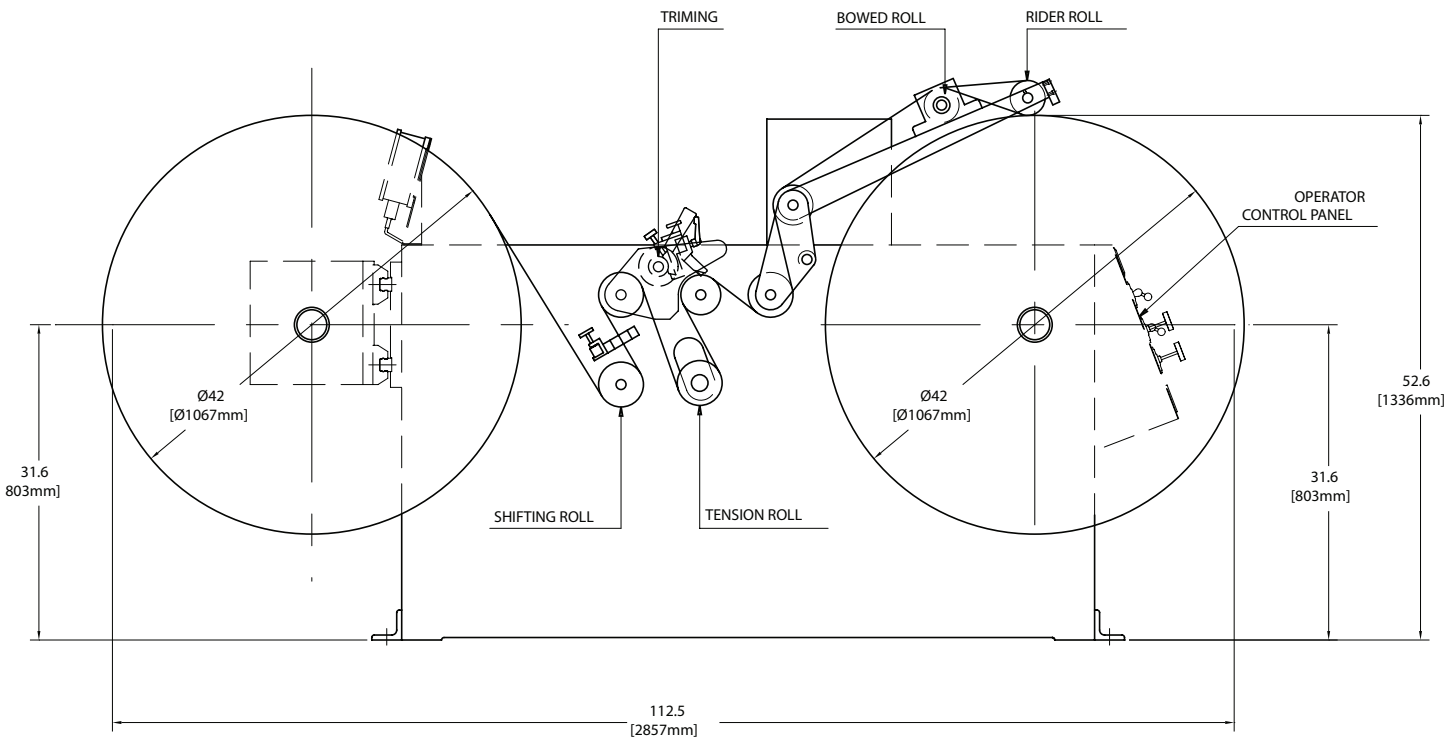 TRIMING
BOWED ROLL
RIDER ROLL
OPERATOR
CONTROL PANEL
Ø42
[Ø1067mm]
Ø42
[Ø1067mm]
52.6
[1336mm]
31.6
803mm]
31.6
[803mm]
SHIFTING ROLL
TENSION ROLL
112.5
[2857mm]